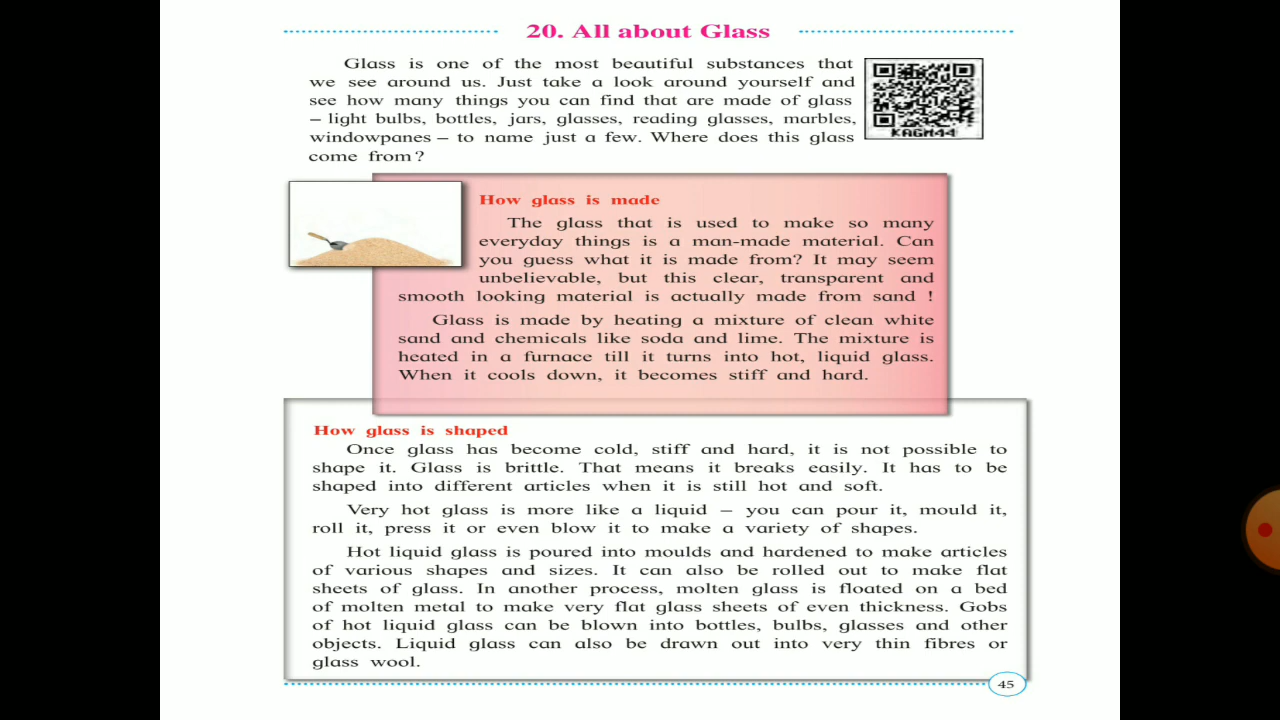 20. All about Glass
Glass is one of the most beautiful substances that
we see around us. Just take a look around yourself and
see how many things you can find that are made of glass
– light bulbs, bottles, jars, glasses, reading glasses, marbles,
windowpanes – to name just a few. Where does this glass
come from ?
KAGM44
How glass is made
The glass that is used to make so many
everyday things is a man-made material. Can
you guess what it is made from? It may seem
unbelievable, but this clear, transparent and
smooth looking material is actually made from sand !
Glass is made by heating a mixture of clean white
sand and chemicals like soda and lime. The mixture is
heated in a furnace till it turns into hot, liquid glass.
When it cools down, it becomes stiff and hard.
How glass is shaped
Once glass has become cold, stiff and hard, it is not possible to
shape it. Glass is brittle. That means it breaks easily. It has to be
shaped into different articles when it is still hot and soft.
Very hot glass is more like a liquid – you can pour it, mould it,
roll it, press it or even blow it to make a variety of shapes.
Hot liquid glass is poured into moulds and hardened to make articles
of various shapes and sizes. It can also be rolled out to make flat
sheets of glass. In another process, molten glass is floated on a bed
of molten metal to make very flat glass sheets of even thickness. Gobs
of hot liquid glass can be blown into bottles, bulbs, glasses and other
objects. Liquid glass can also be drawn out into very thin fibres or
glass wool.
45